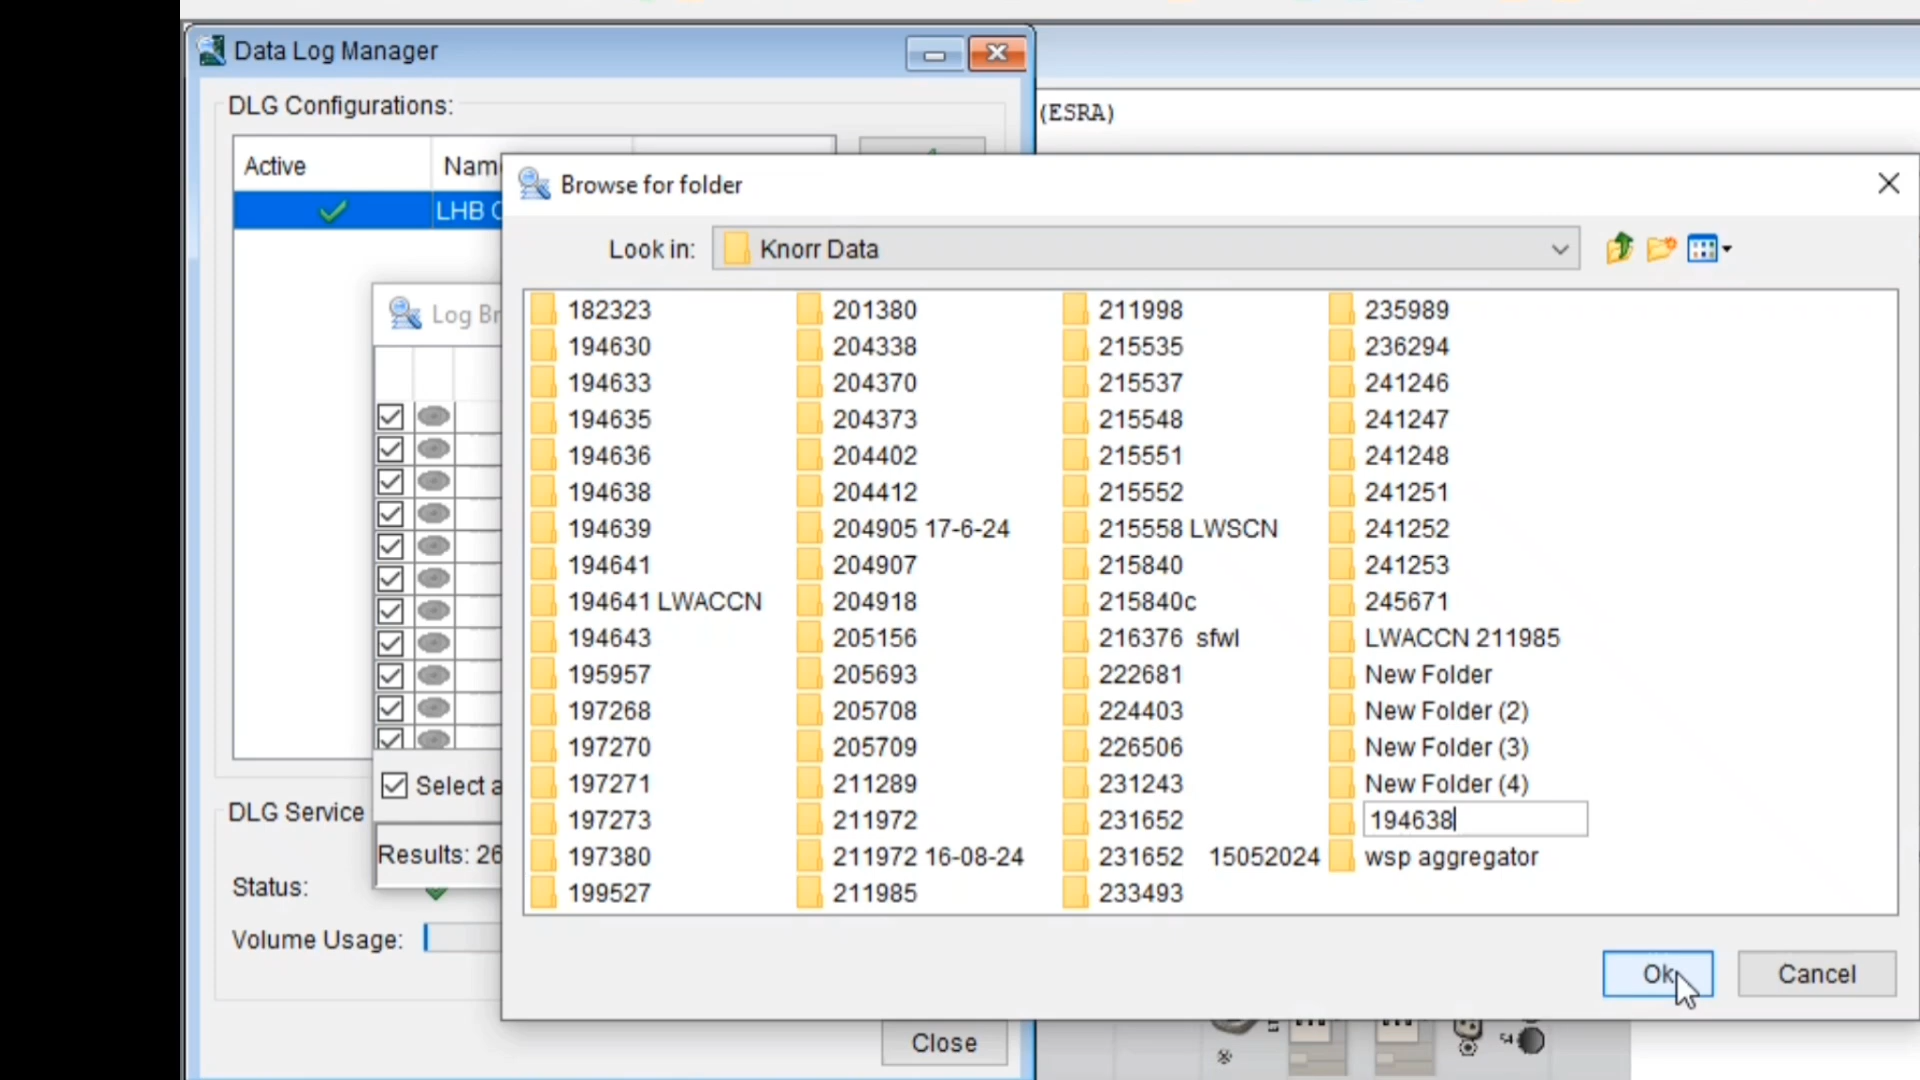 Data Log Manager
DLG Configurations:
(ESRA)
Active
LHB
Browse for folder
Look in:
Knorr Data
Log
182323
194630
194633
194635
194636
194638
194639
194641
194641 LWACCN
194643
195957
197268
197270
197271
197273
197380
199527
201380
204338
204370
204373
204402
204412
204905 17-6-24
204907
204918
205156
205693
205708
205709
211289
211972
211972 16-08-24
211985
211998
215535
215537
215548
215551
215552
215558 LWSCN
215840
215840c
216376 sfwl
222681
224403
226506
231243
231652
231652 15052024
233493
235989
236294
241246
241247
241248
241251
241252
241253
245671
LWACCN 211985
New Folder
New Folder (2)
New Folder (3)
New Folder (4)
194638
wsp aggregator
Select
DLG Service
Results: 26
Status:
Volume Usage:
Ok
Cancel
Close